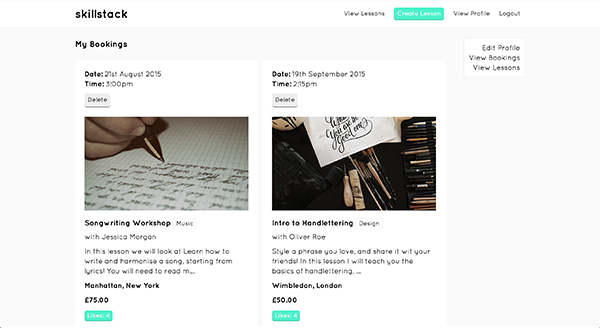 skillstack
View Lessons
Create Lesson
View Profile
Logout
My Bookings
Edit Profile
View Bookings
View Lessons
Date: 21st August 2015
Time: 3:00pm
Delete
Songwriting Workshop Music
with Jessica Morgan
In this lesson we will look at Learn how to
write and harmonise a song, starting from
lyrics! You will need to read m...
Manhattan, New York
£75.00
Likes: 4
Date: 19th September 2015
Time: 2:15pm
Delete
Intro to Handlettering Design
with Oliver Roe
Style a phrase you love, and share it wit your
friends! In this lesson I will teach you the
basics of handlettering, ...
Wimbledon, London
£50.00
Likes: 4